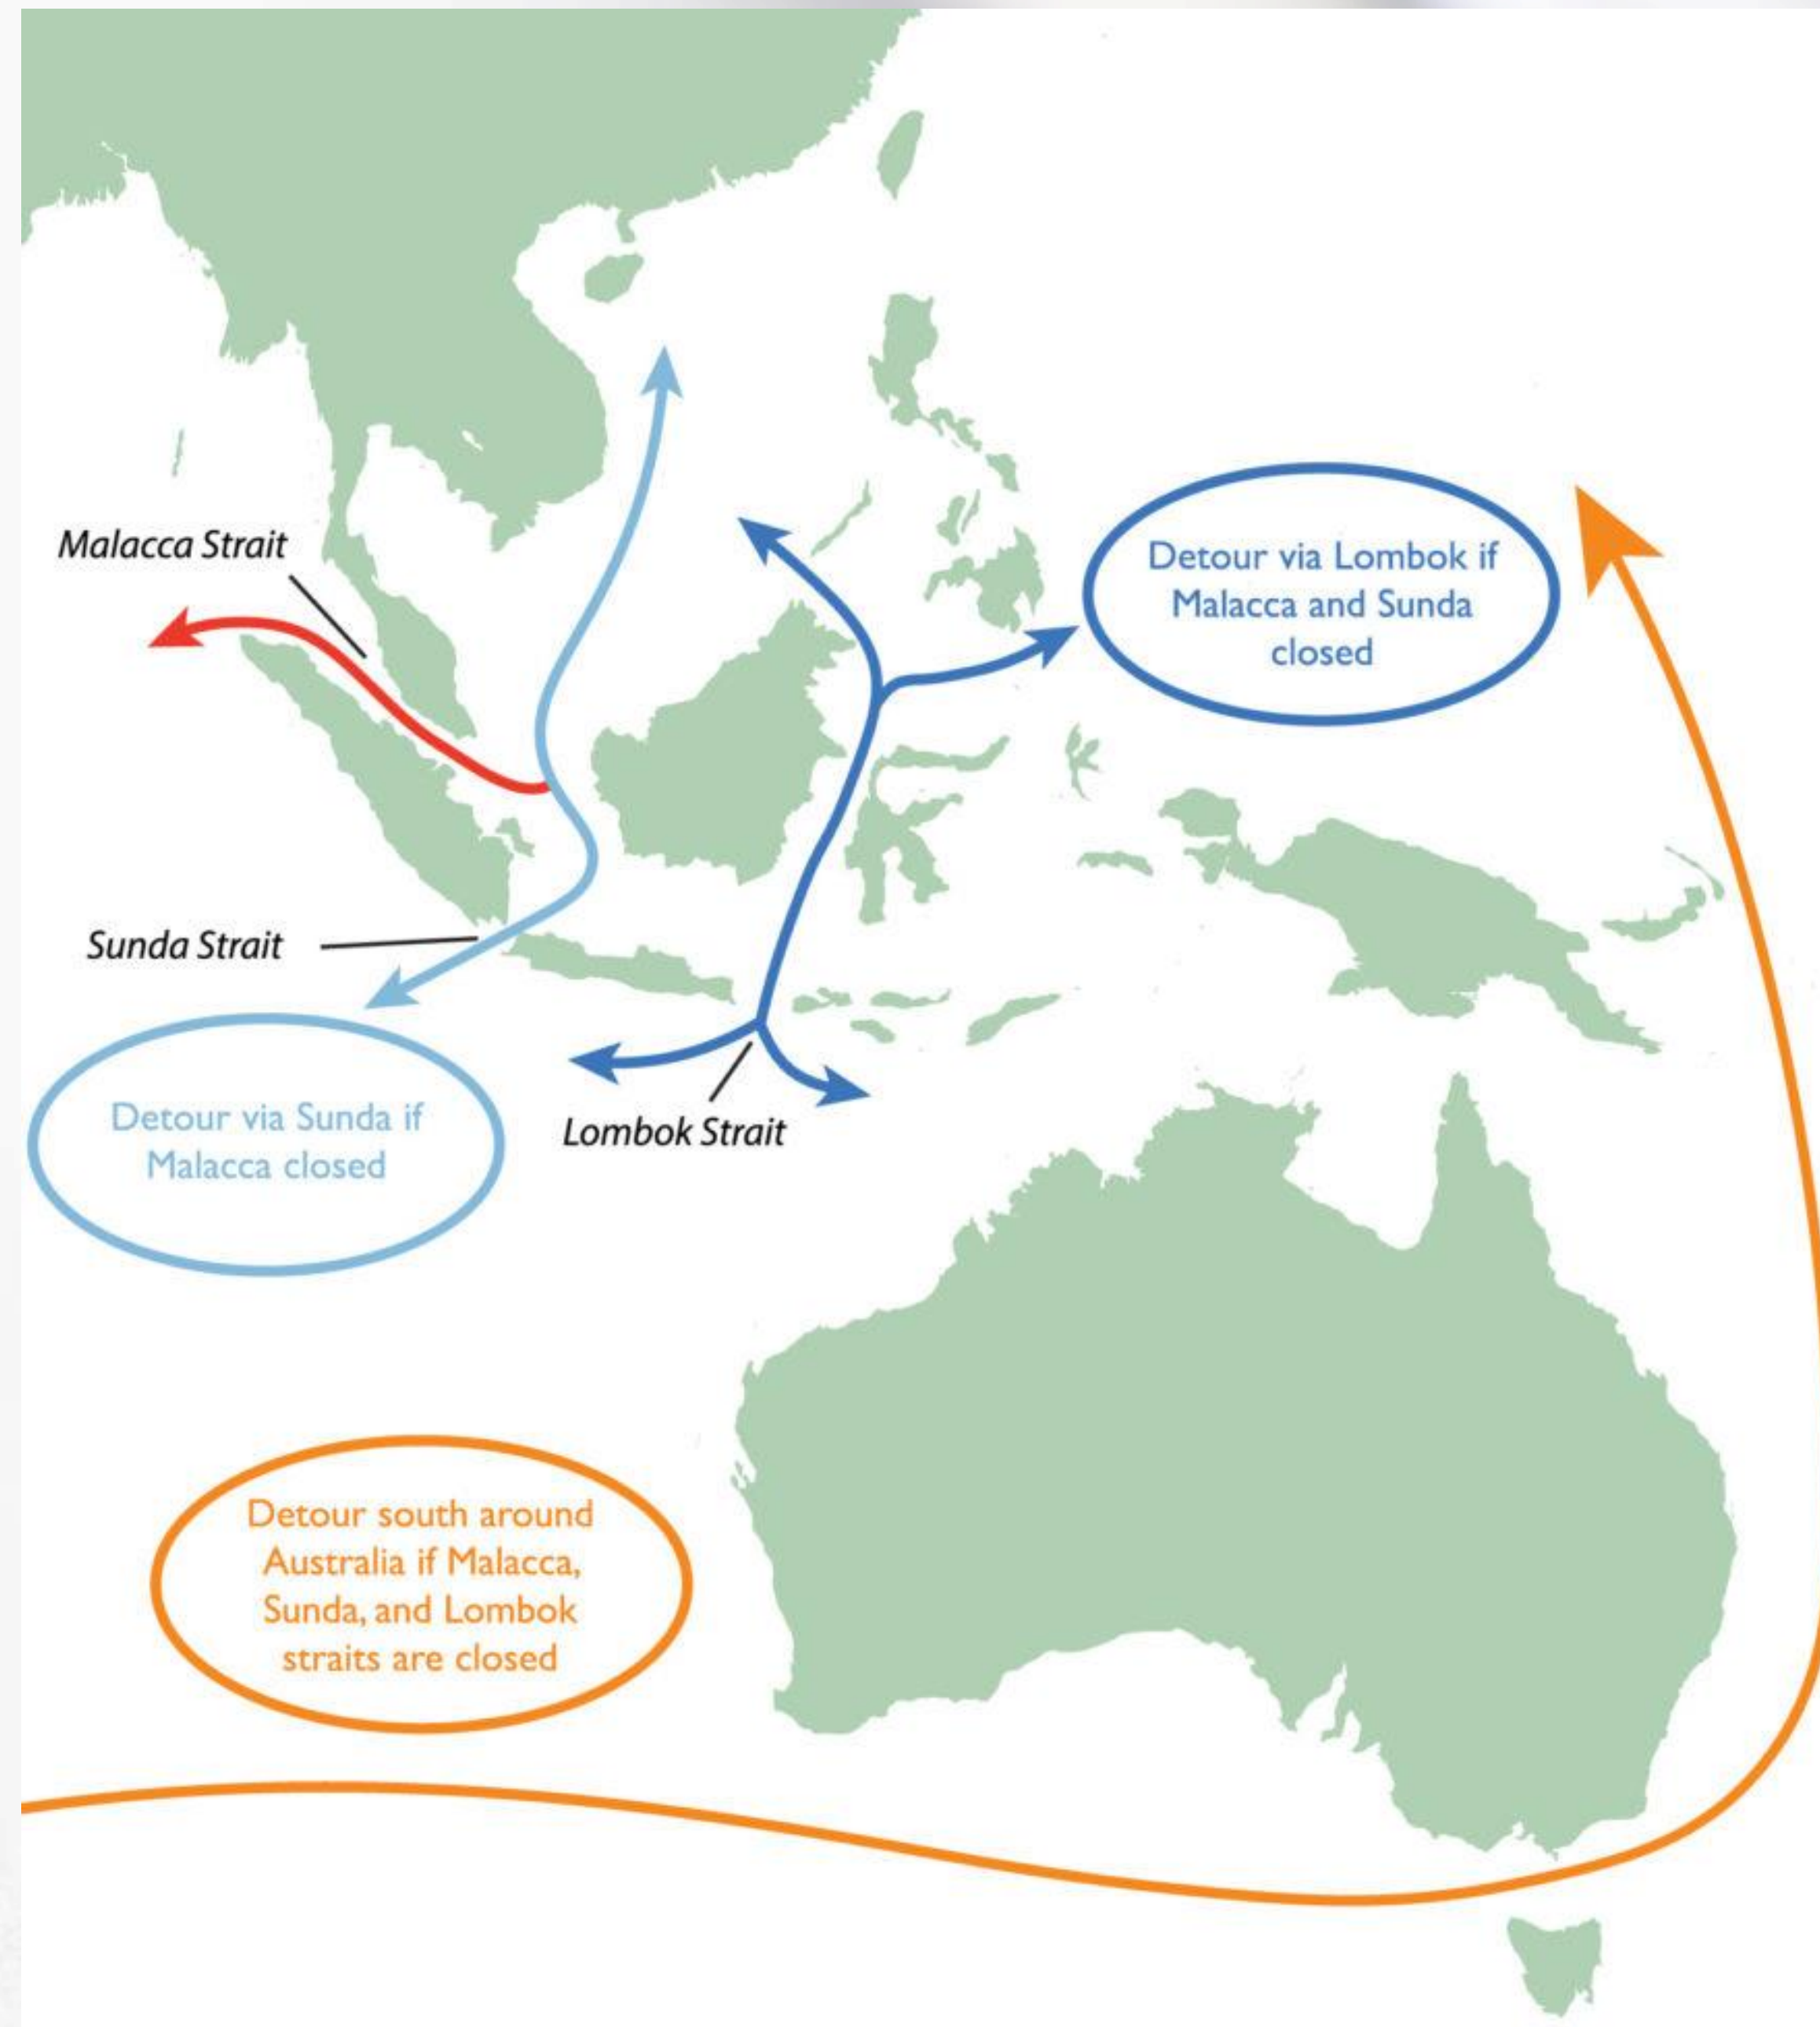 Malacca Strait
Detour via Lombok if
Malacca and Sunda
closed
Sunda Strait
Detour via Sunda if
Malacca closed
Lombok Strait
Detour south around
Australia if Malacca,
Sunda, and Lombok
straits are closed